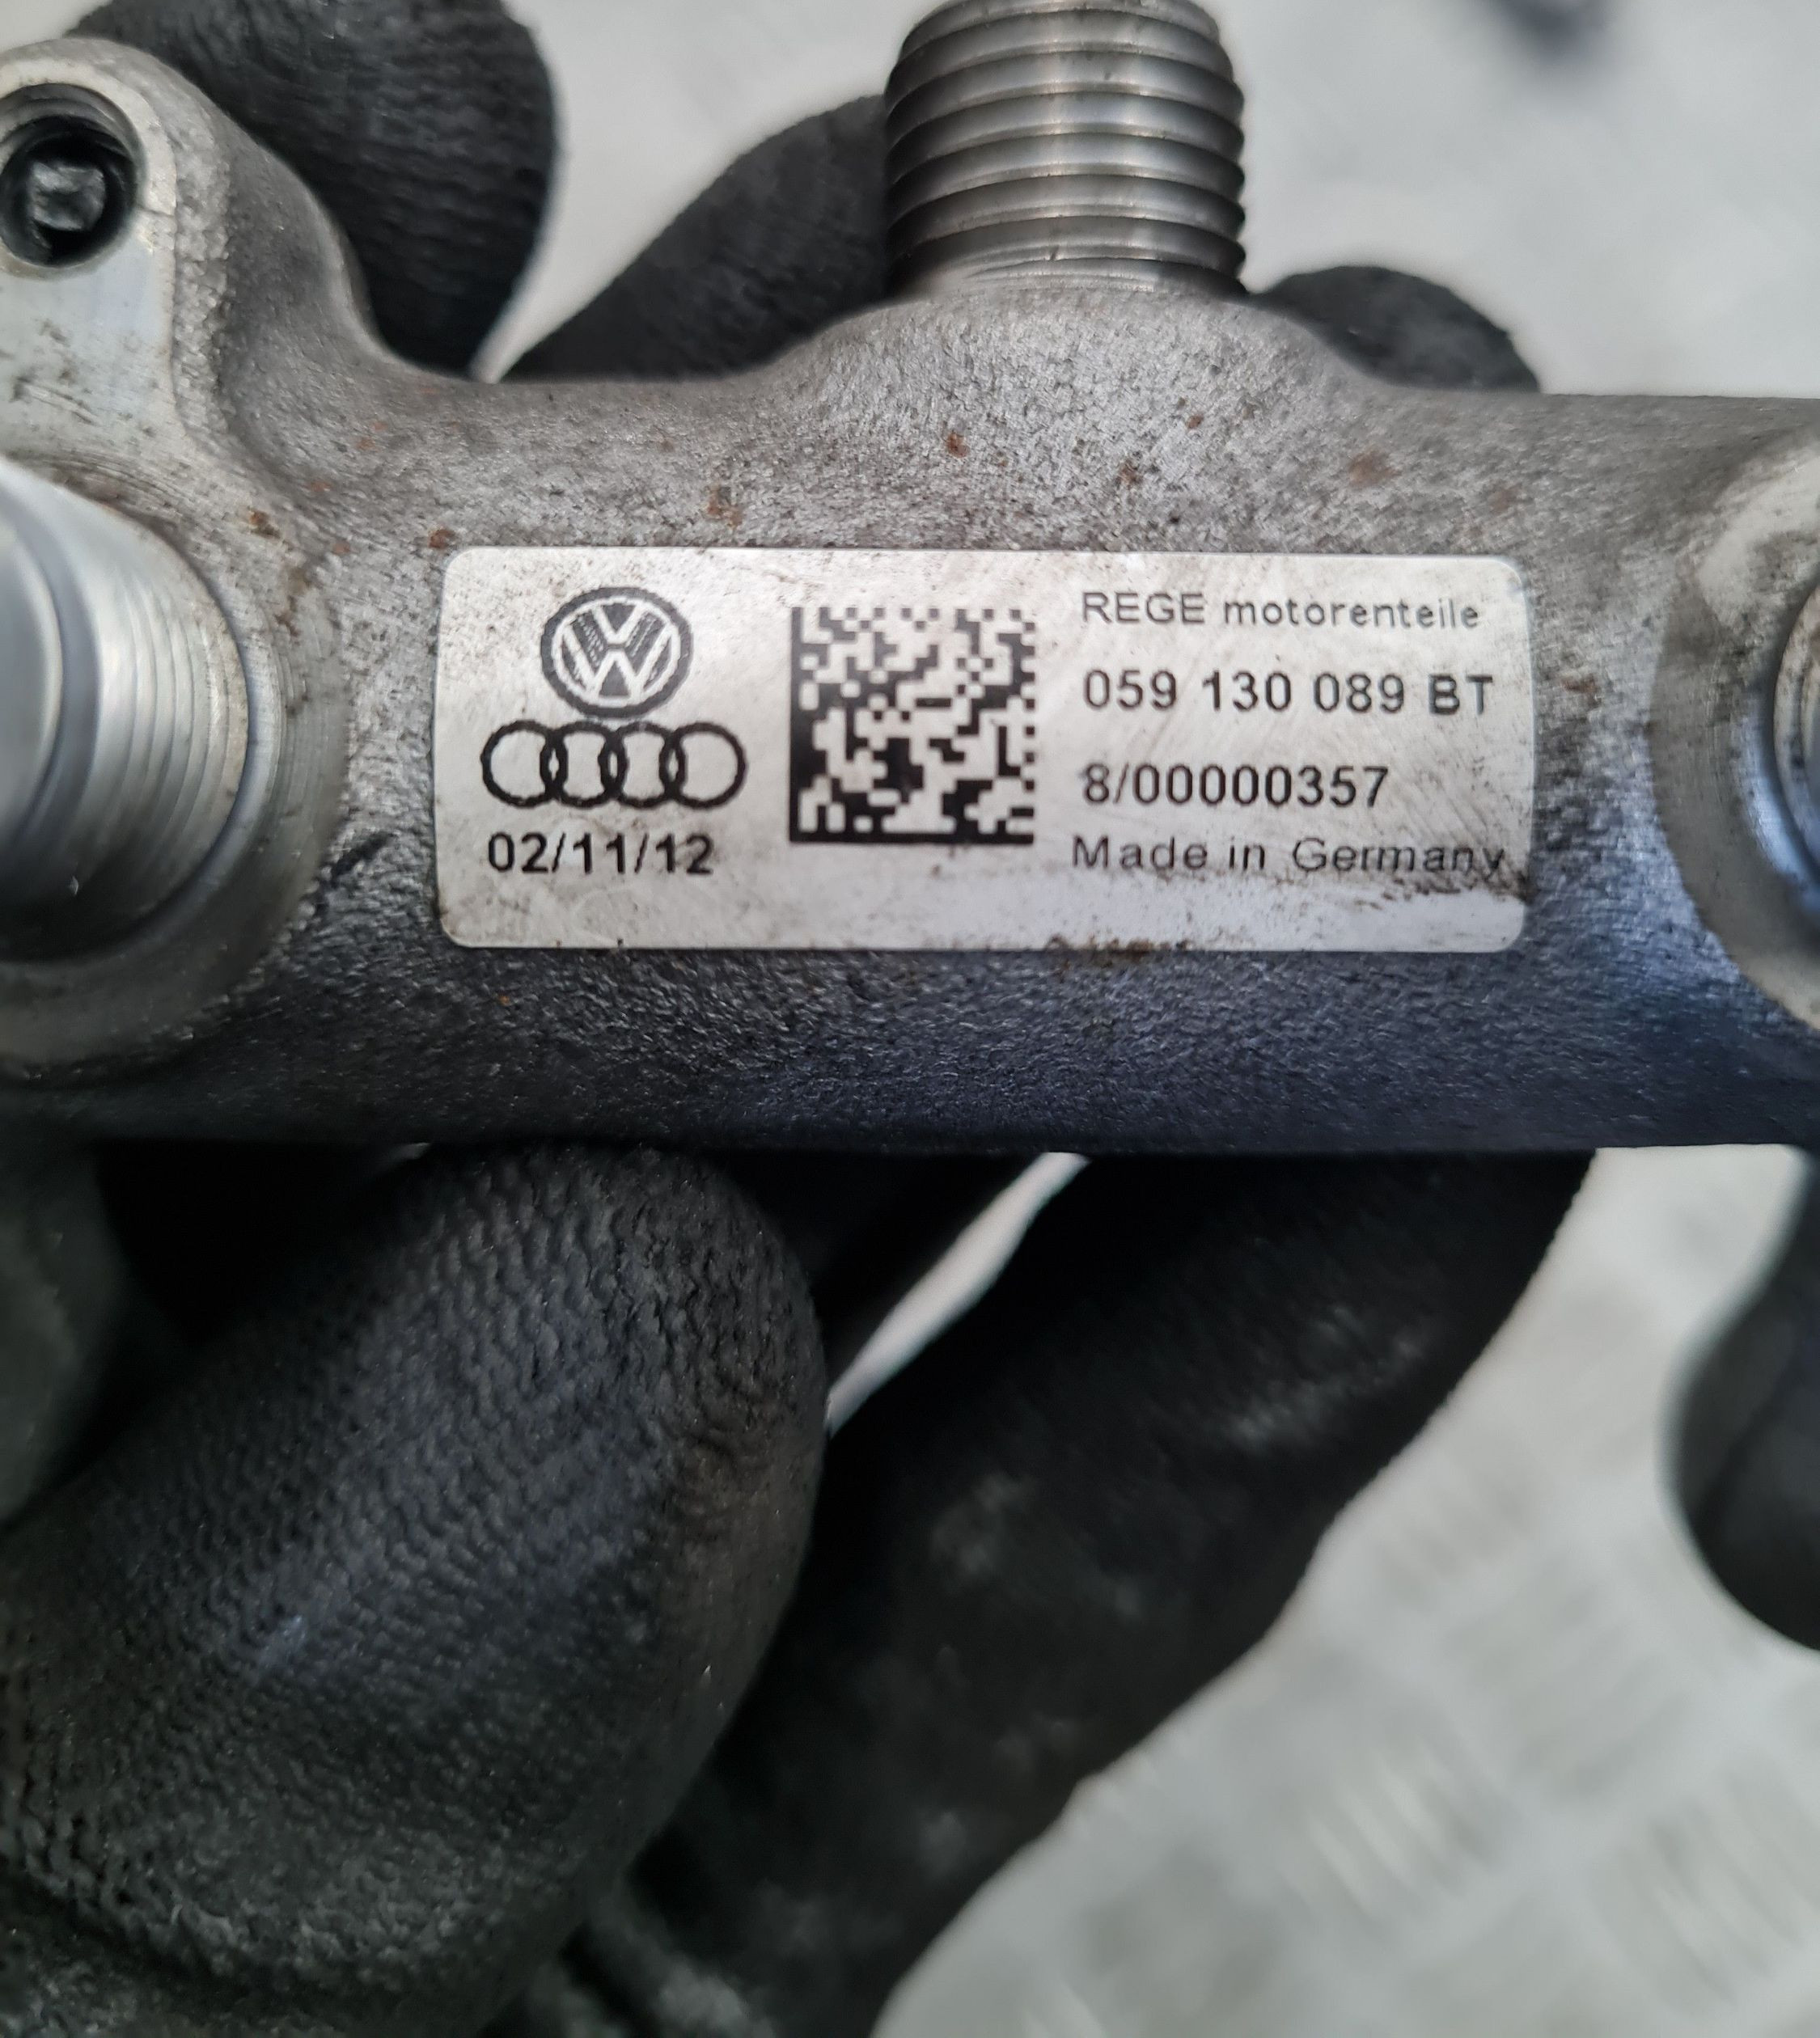 REGE motorenteile
059 130 089 BT
8/00000357
02/11/12
Made in Germany